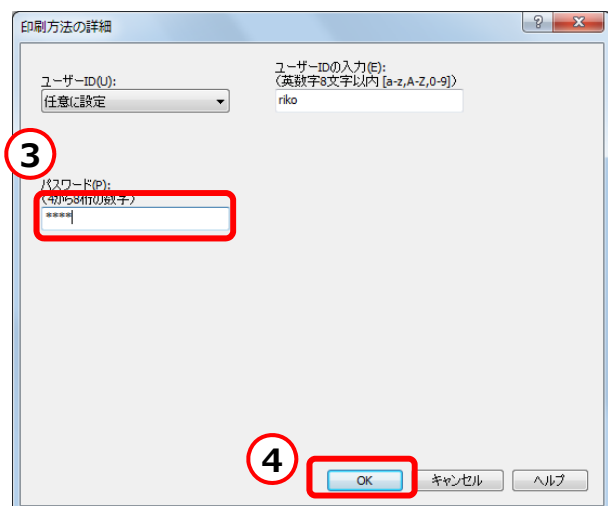 印刷方法の詳細
ユーザーID(U):
任意に設定
ユーザーIDの入力(E):
(英数字8文字以内 [a-z,A-Z,0-9])
riko
③
パスワード(P):
(4から8桁の数字)
****
④
OK
キャンセル
ヘルプ